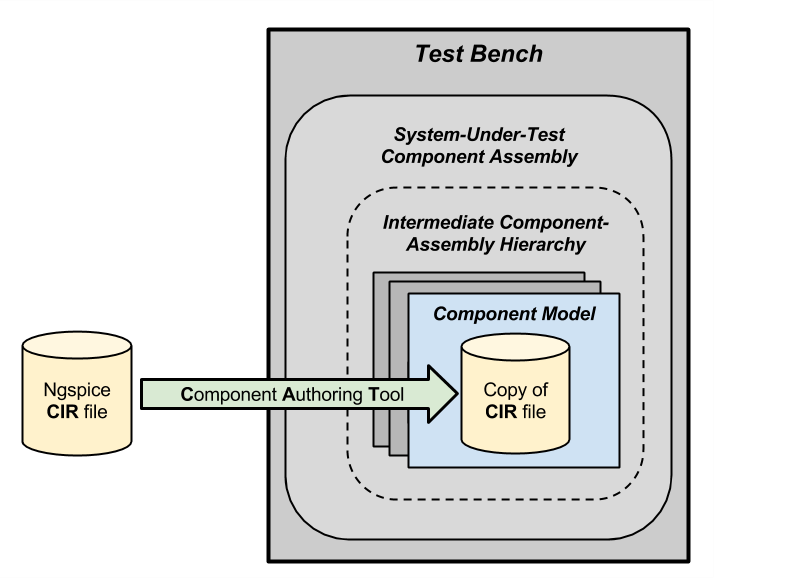 Test Bench
System-Under-Test
Component Assembly
Intermediate Component-
Assembly Hierarchy
Component Model
Ngspice
CIR file
Component Authoring Tool
Copy of
CIR file